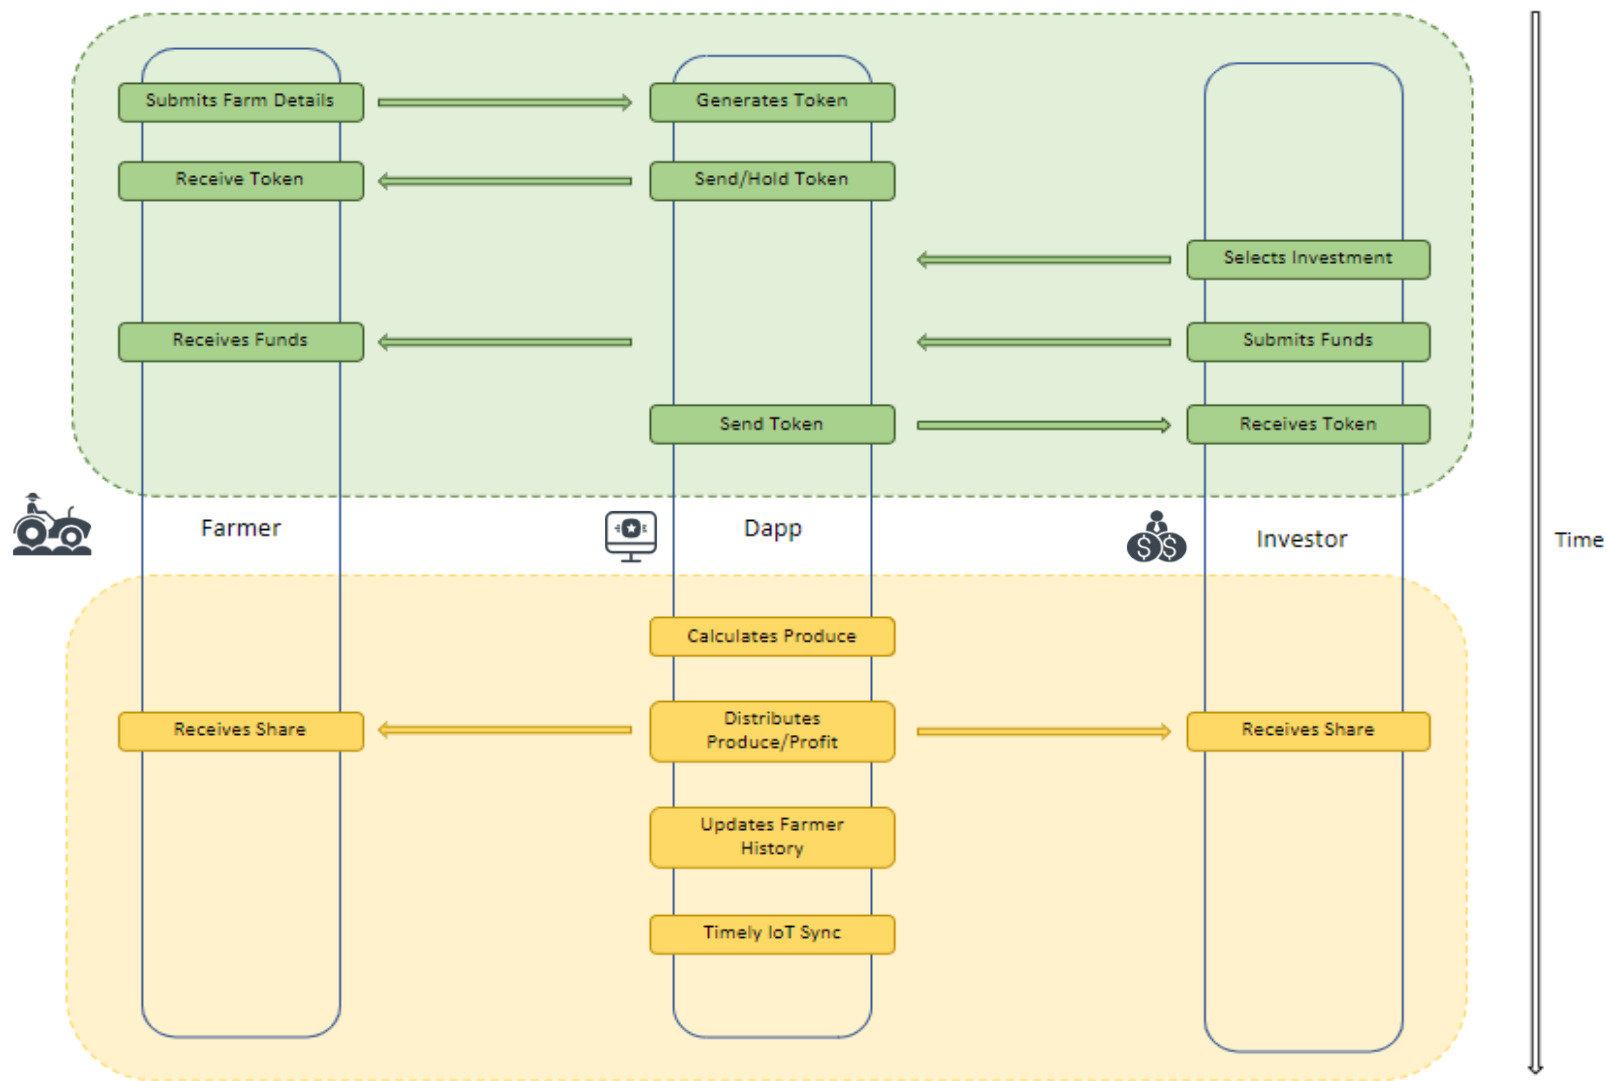 Submits Farm Details
Generates Token
Receive Token
Send/Hold Token
Selects Investment
Receives Funds
Submits Funds
Send Token
Receives Token
Farmer
Dapp
Investor
Time
Calculates Produce
Receives Share
Distributes
Produce/Profit
Receives Share
Updates Farmer
History
Timely IoT Sync